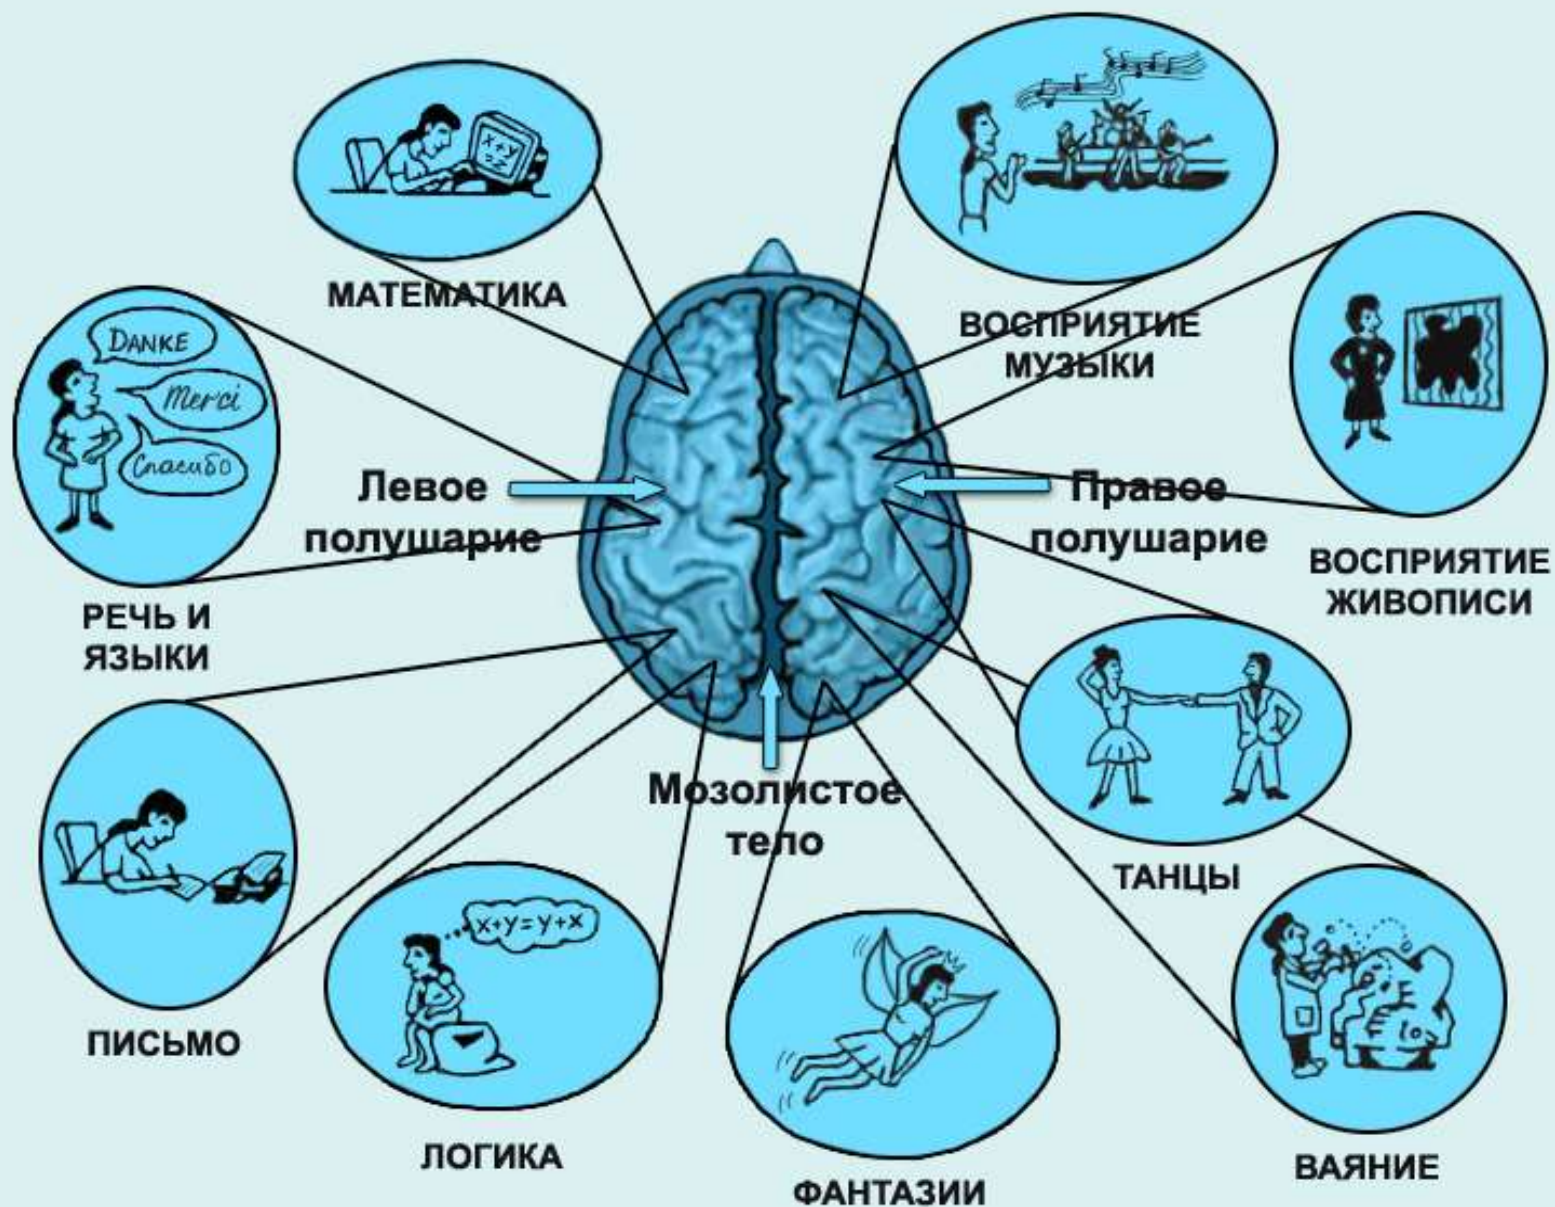 X+Y
=Z
МАТЕМАТИКА
ВОСПРИЯТИЕ
МУЗЫКИ
DANKE
Merci
Спасибо
РЕЧЬ И
ЯЗЫКИ
Левое
полушарие
Правое
полушарие
ВОСПРИЯТИЕ
ЖИВОПИСИ
Мозолистое
тело
ТАНЦЫ
ПИСЬМО
X+Y=Y+X
ЛОГИКА
ФАНТАЗИИ
ВАЯНИЕ